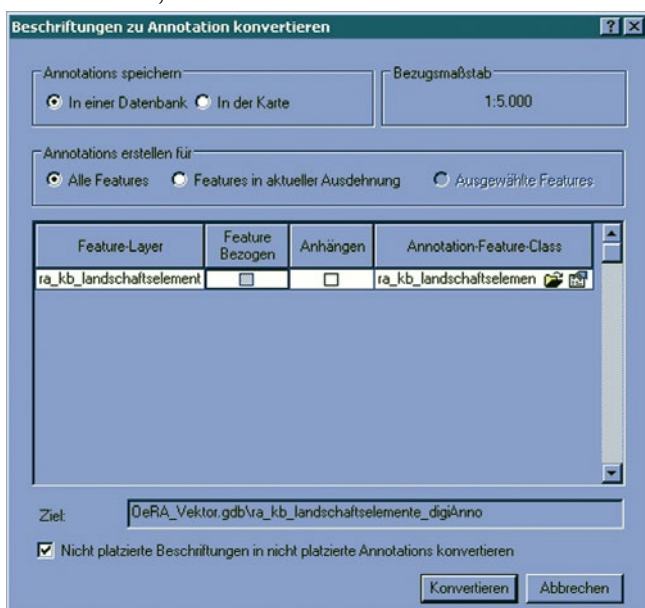 Beschriftungen zu Annotation konvertieren
Annotations speichern
In einer Datenbank In der Karte
Bezugsmaßstab
1:5.000
Annotations erstellen für
Alle Features Features in aktueller Ausdehnung Ausgewählte Features
Feature-Layer Feature Bezogen Anhängen Annotation-Feature-Class
ra_kb_landschaftselement ra_kb_landschaftselemen
Ziel: OeRA_Vektor.gdb\ra_kb_landschaftselemente_digiAnno
Nicht platzierte Beschriftungen in nicht platzierte Annotations konvertieren
Konvertieren Abbrechen